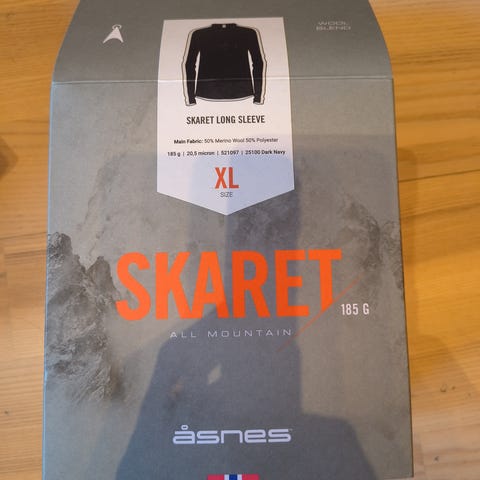 WOOL
BLEND
SKARET LONG SLEEVE
Main Fabric: 50% Merino Wool 50% Polyester
185 g | 20,5 micron | 521097 | 25100 Dark Navy
XL
SIZE
SKARET
185 G
ALL MOUNTAIN
åsnes